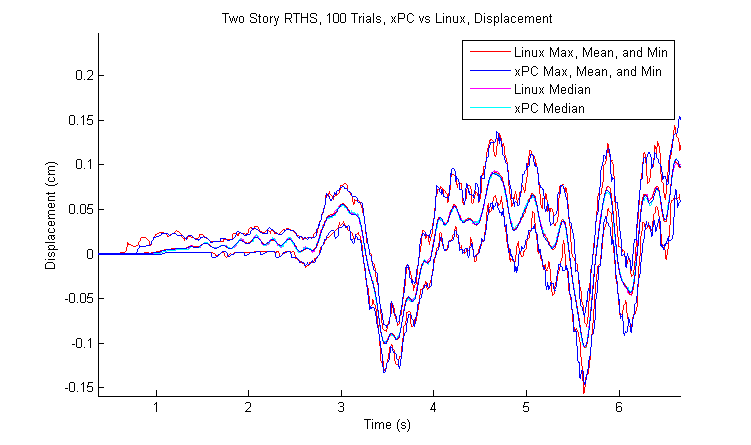 Two Story RTHS, 100 Trials, xPC vs Linux, Displacement
Linux Max, Mean, and Min
xPC Max, Mean, and Min
Linux Median
xPC Median
Displacement (cm)
0.2
0.15
0.1
0.05
0
-0.05
-0.1
-0.15
1 2 3 4 5 6
Time (s)